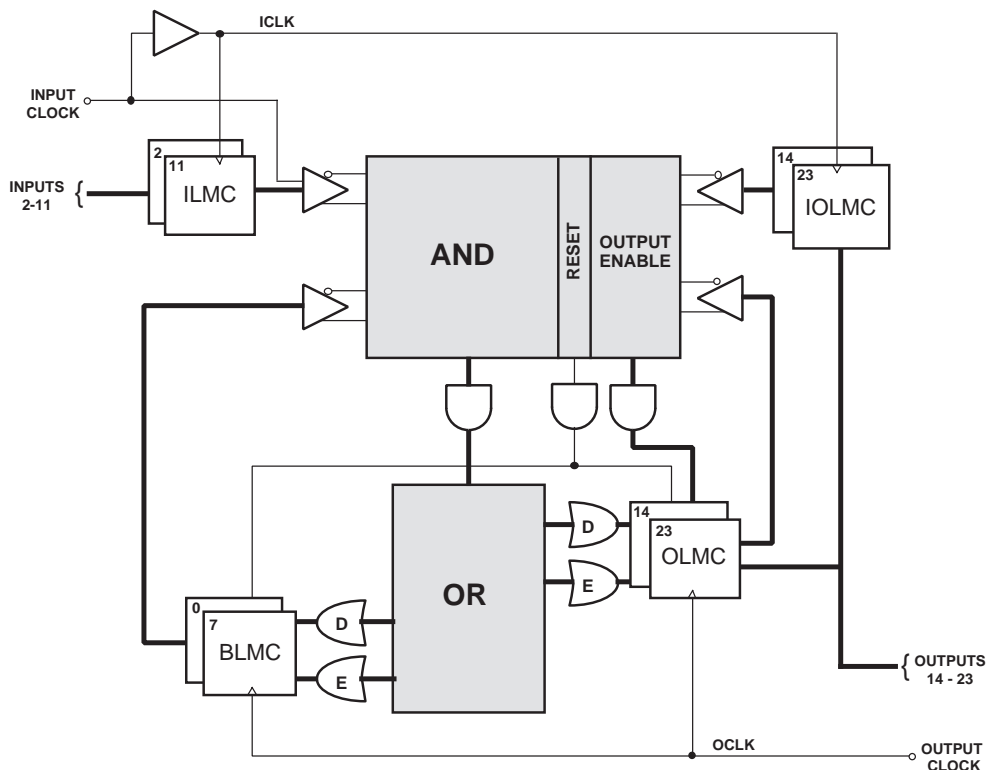 ICLK
INPUT
CLOCK
2
11
ILMC
INPUTS
2-11
{
14
23
IOLMC
AND
RESET
OUTPUT
ENABLE
D
14
23
OLMC
E
OR
0
7
BLMC
D
E
{
OUTPUTS
14 - 23
OCLK
OUTPUT
CLOCK